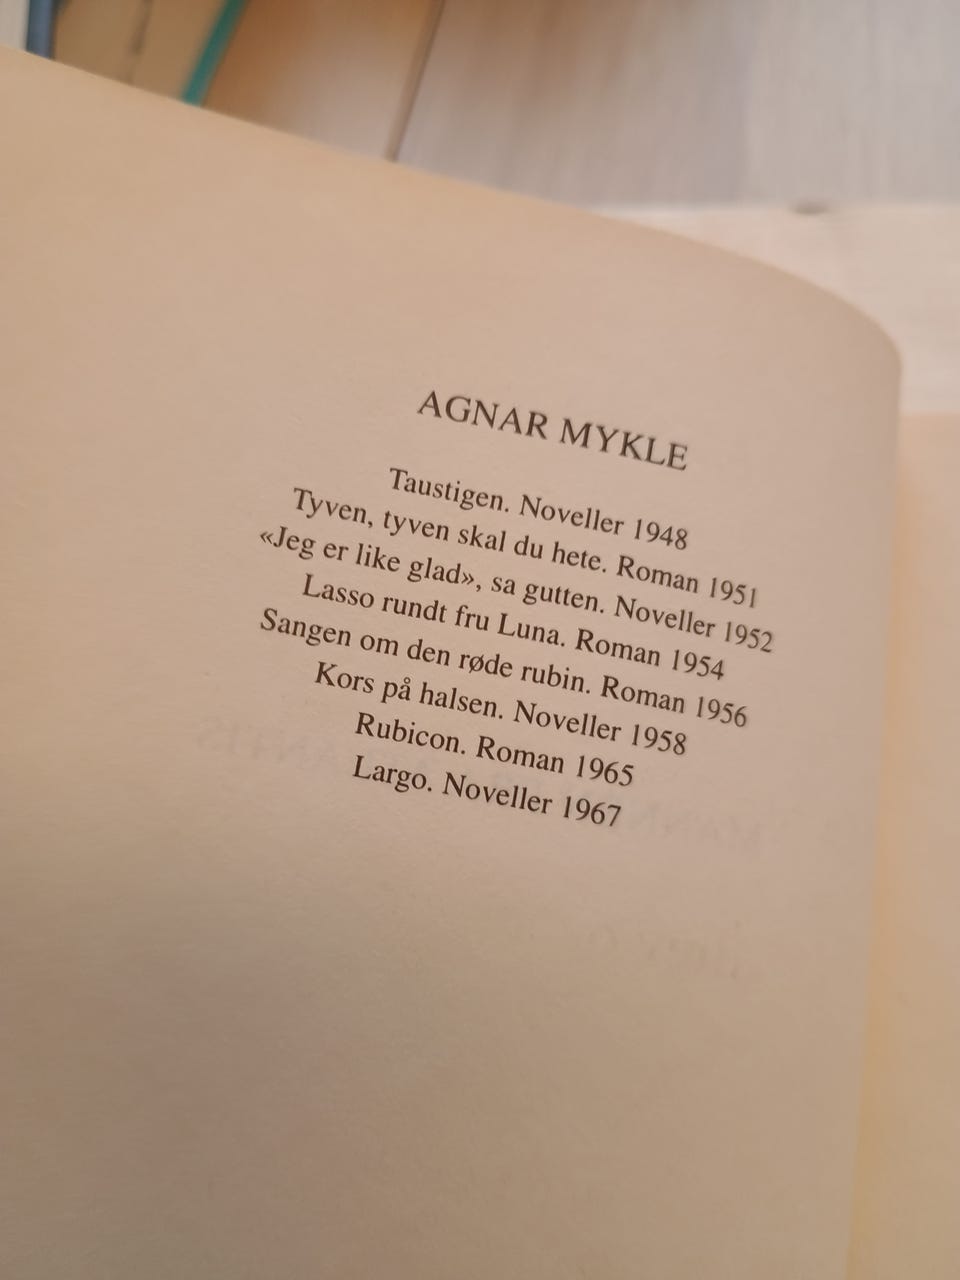 AGNAR MYKLE
Taustigen. Noveller 1948
Tyven, tyven skal du hete. Roman 1951
«Jeg er like glad», sa gutten. Noveller 1952
Lasso rundt fru Luna. Roman 1954
Sangen om den røde rubin. Roman 1956
Kors på halsen. Noveller 1958
Rubicon. Roman 1965
Largo. Noveller 1967